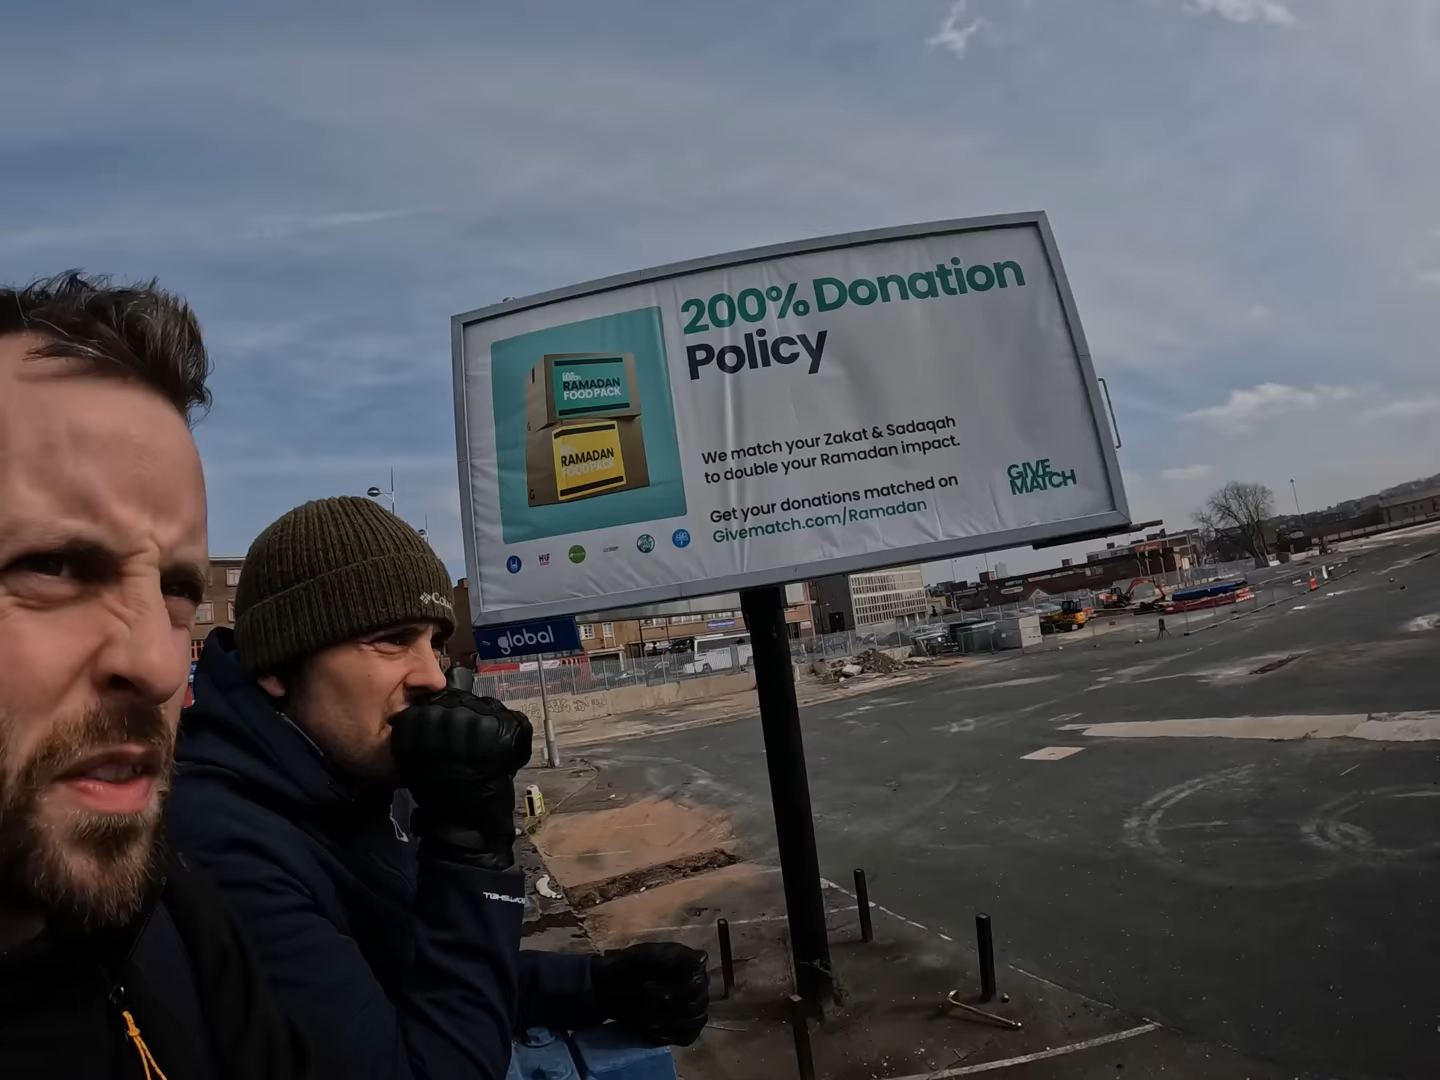 200% Donation
Policy
RAMADAN
FOOD PACK
RAMADAN
FOOD PACK
We match your Zakat & Sadaqah
to double your Ramadan impact.
Get your donations matched on
Givematch.com/Ramadan
GIVE
MATCH
global